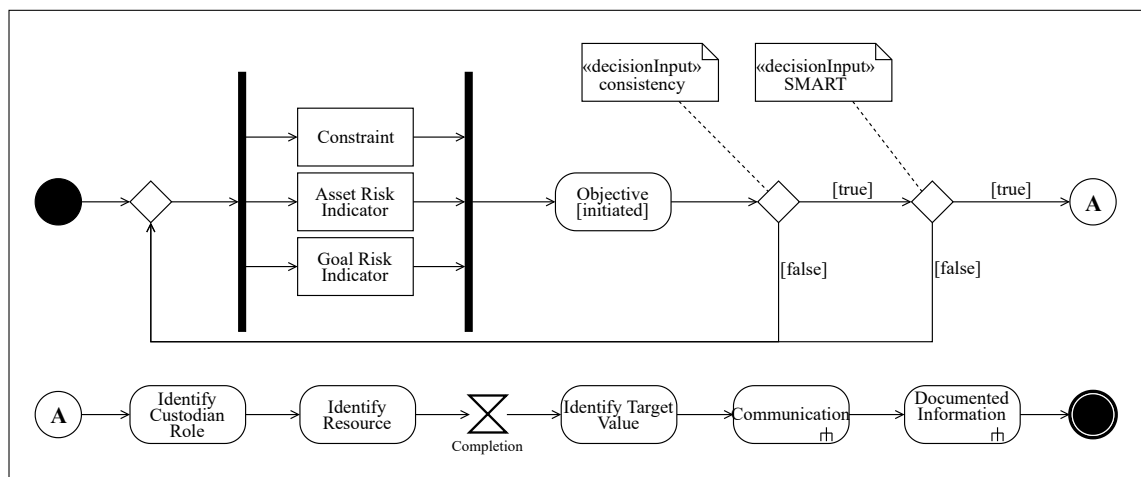 «decisionInput»
consistency
«decisionInput»
SMART
Constraint
Asset Risk
Indicator
Goal Risk
Indicator
Objective
[initiated]
[true]
[true]
A
[false]
[false]
A
Identify
Custodian
Role
Identify
Resource
Completion
Identify Target
Value
Communication
Documented
Information